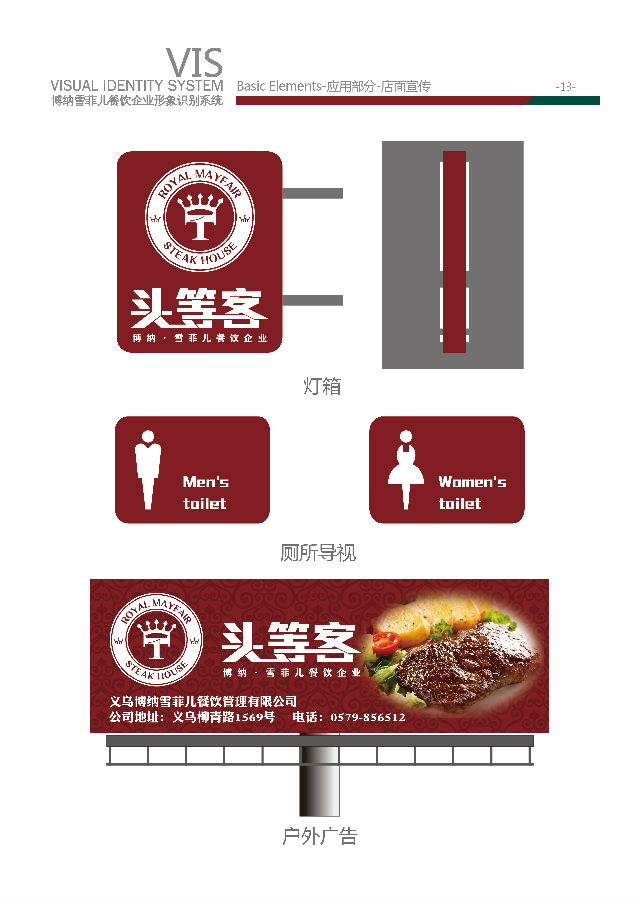 VIS
VISUAL IDENTITY SYSTEM
博纳雪菲儿餐饮企业形象识别系统
Basic Elements-应用部分-店面宣传
-13-
ROYAL MAYFAIR
STEAK HOUSE
头等客
博纳·雪菲儿餐饮企业
灯箱
Men's
toilet
Women's
toilet
厕所导视
ROYAL MAYFAIR
STEAK HOUSE
头等客
博纳·雪菲儿餐饮企业
义乌博纳雪菲儿餐饮管理有限公司
公司地址：义乌柳青路1569号 电话：0579-856512
户外广告